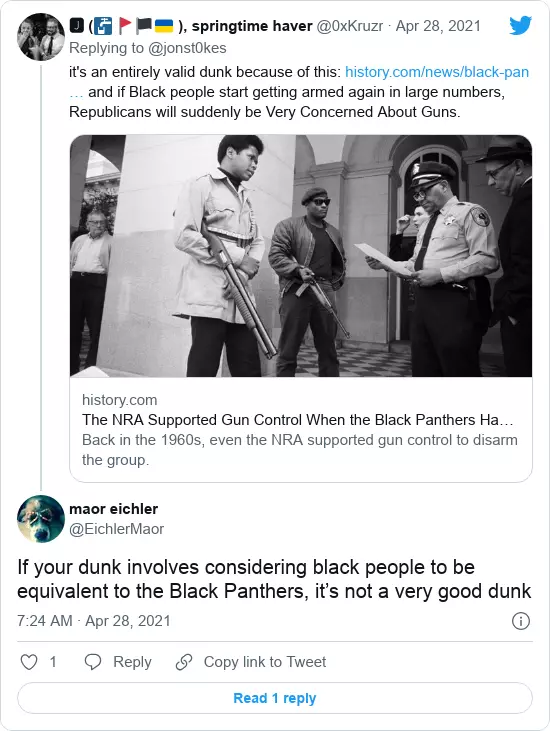 J (🚰🚩🏴🇺🇦), springtime haver @0xKruzr · Apr 28, 2021
Replying to @jonst0kes
it's an entirely valid dunk because of this: history.com/news/black-pan
… and if Black people start getting armed again in large numbers,
Republicans will suddenly be Very Concerned About Guns.
history.com
The NRA Supported Gun Control When the Black Panthers Ha…
Back in the 1960s, even the NRA supported gun control to disarm
the group.
maor eichler
@EichlerMaor
If your dunk involves considering black people to be
equivalent to the Black Panthers, it’s not a very good dunk
7:24 AM · Apr 28, 2021
1 Reply Copy link to Tweet
Read 1 reply